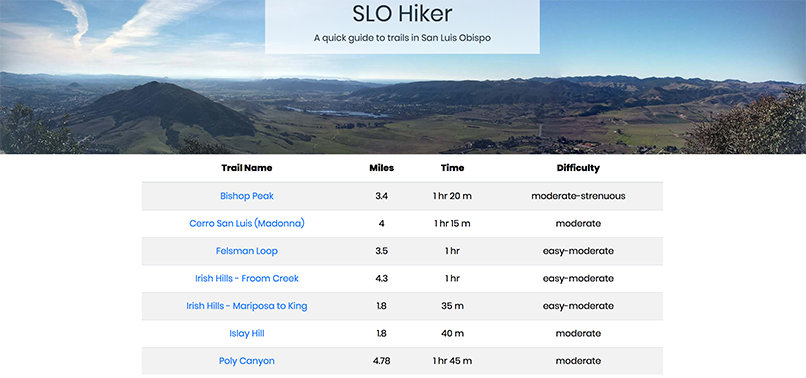 SLO Hiker
A quick guide to trails in San Luis Obispo
Trail Name Miles Time Difficulty
Bishop Peak 3.4 1 hr 20 m moderate-strenuous
Cerro San Luis (Madonna) 4 1 hr 15 m moderate
Felsman Loop 3.5 1 hr easy-moderate
Irish Hills - Froom Creek 4.3 1 hr easy-moderate
Irish Hills - Mariposa to King 1.8 35 m easy-moderate
Islay Hill 1.8 40 m moderate
Poly Canyon 4.78 1 hr 45 m moderate